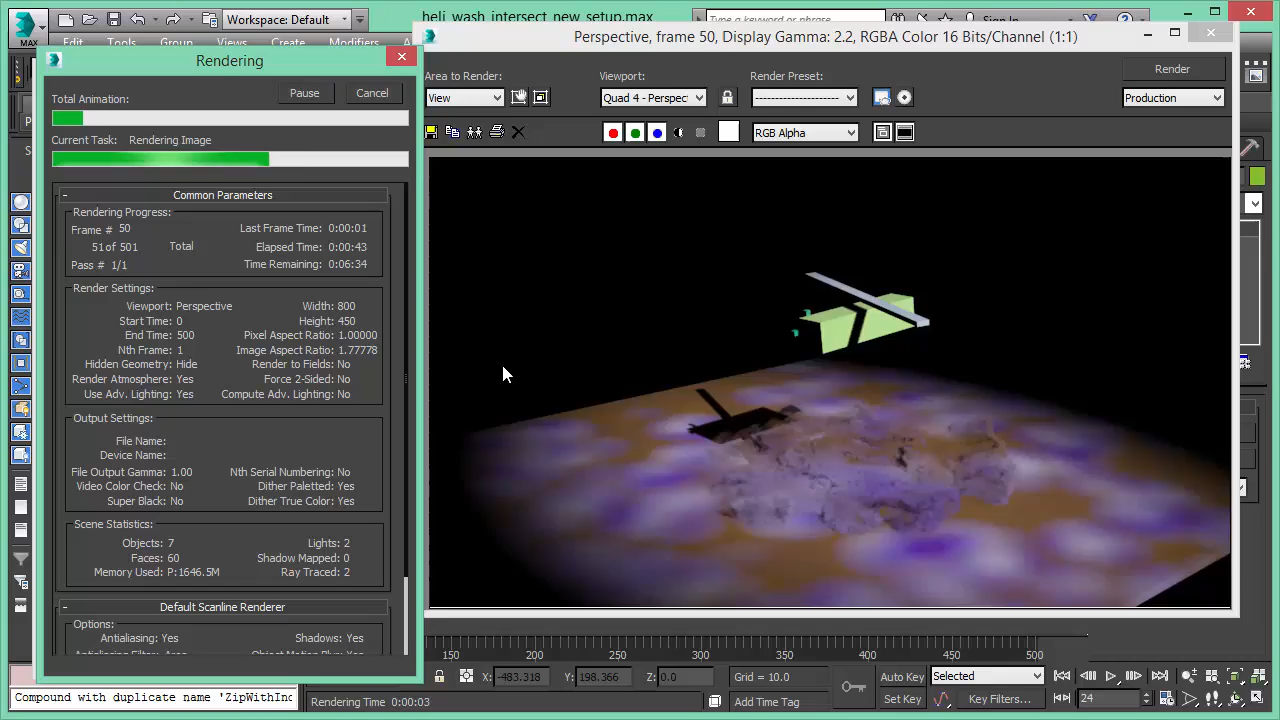 MAX
Workspace: Default
heli_wash_intersect_new_setup.max
Type a keyword or phrase
Sign In
Edit Tools Group Views Create Modifiers
Perspective, frame 50, Display Gamma: 2.2, RGBA Color 16 Bits/Channel (1:1)
Rendering
Total Animation:
Pause
Cancel
Current Task: Rendering Image
Area to Render:
View
Viewport:
Quad 4 - Perspect
Render Preset:
--------------------
Render
Production
RGB Alpha
Common Parameters
Rendering Progress:
Frame # 50 Last Frame Time: 0:00:01
51 of 501 Total Elapsed Time: 0:00:43
Pass # 1/1 Time Remaining: 0:06:34
Render Settings:
Viewport: Perspective Width: 800
Start Time: 0 Height: 450
End Time: 500 Pixel Aspect Ratio: 1.00000
Nth Frame: 1 Image Aspect Ratio: 1.77778
Hidden Geometry: Hide Render to Fields: No
Render Atmosphere: Yes Force 2-Sided: No
Use Adv. Lighting: Yes Compute Adv. Lighting: No
Output Settings:
File Name:
Device Name:
File Output Gamma: 1.00 Nth Serial Numbering: No
Video Color Check: No Dither Paletted: Yes
Super Black: No Dither True Color: Yes
Scene Statistics:
Objects: 7 Lights: 2
Faces: 60 Shadow Mapped: 0
Memory Used: P:1646.5M Ray Traced: 2
Default Scanline Renderer
Options:
Antialiasing: Yes Shadows: Yes
150 200 250 300 350 400 450 500
X: -483.318 Y: 198.366 Z: 0.0 Grid = 10.0
Auto Key Selected
Set Key Key Filters... 24
Compound with duplicate name 'ZipWithInd
Rendering Time 0:00:03
Add Time Tag